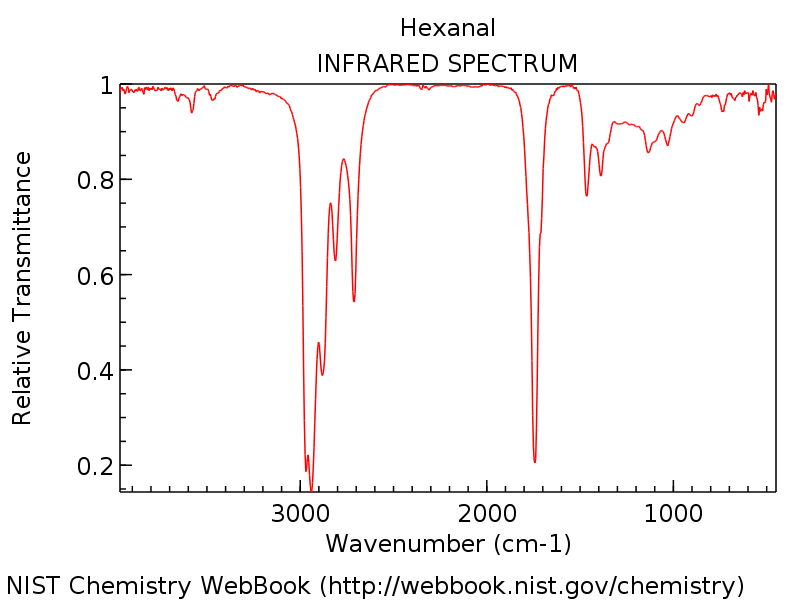 Hexanal
INFRARED SPECTRUM
Relative Transmittance
1
0.8
0.6
0.4
0.2
3000 2000 1000
Wavenumber (cm-1)
NIST Chemistry WebBook (http://webbook.nist.gov/chemistry)